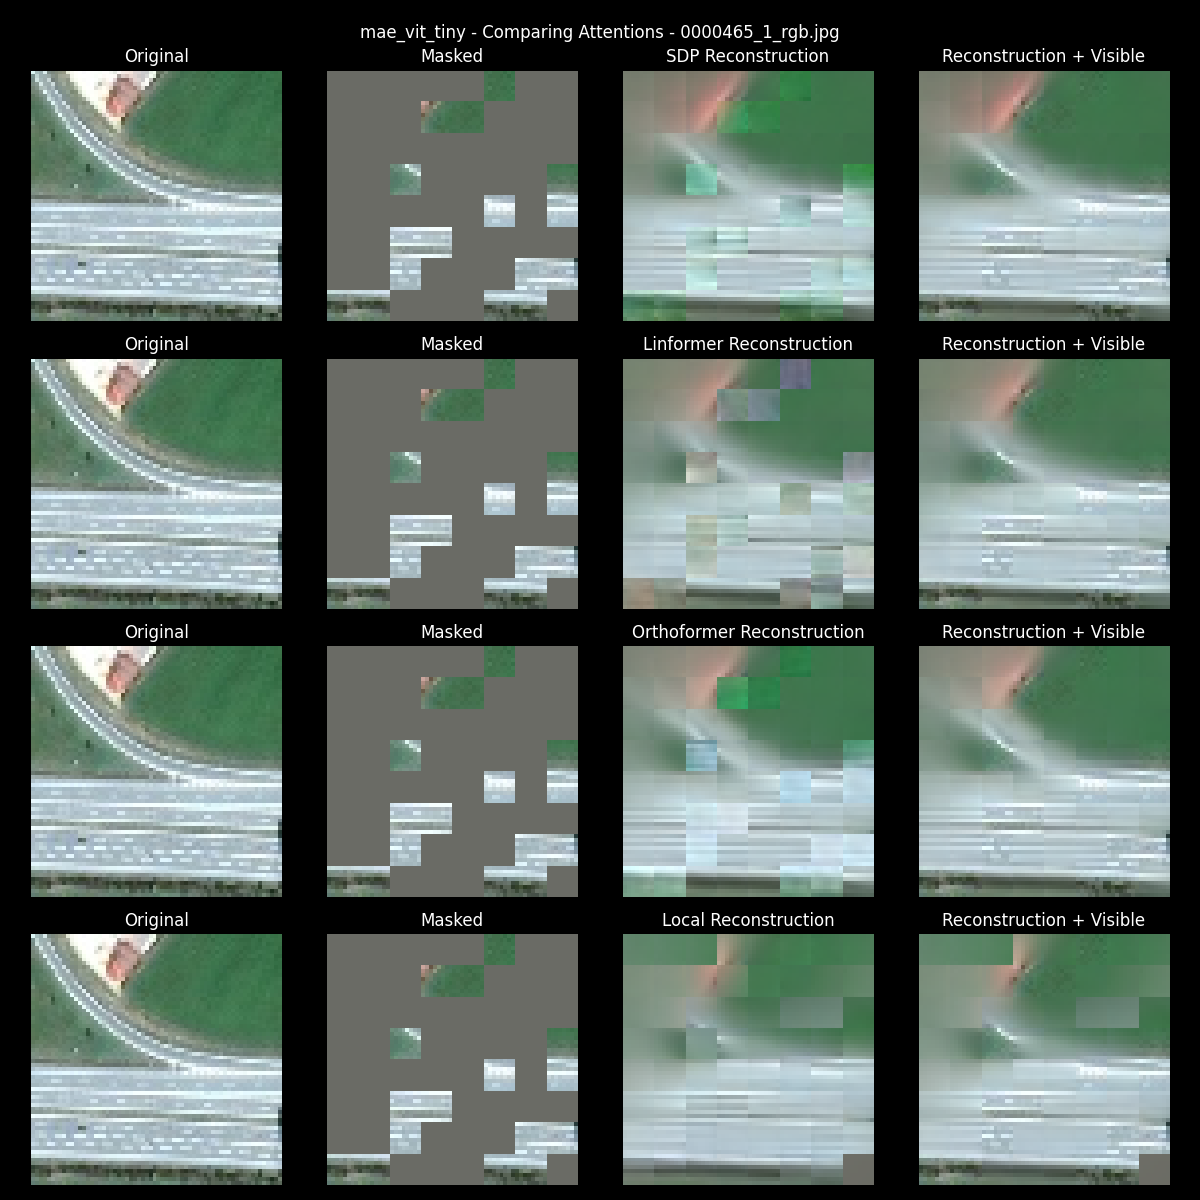 mae_vit_tiny - Comparing Attentions - 0000465_1_rgb.jpg
Original Masked SDP Reconstruction Reconstruction + Visible
Original Masked Linformer Reconstruction Reconstruction + Visible
Original Masked Orthoformer Reconstruction Reconstruction + Visible
Original Masked Local Reconstruction Reconstruction + Visible